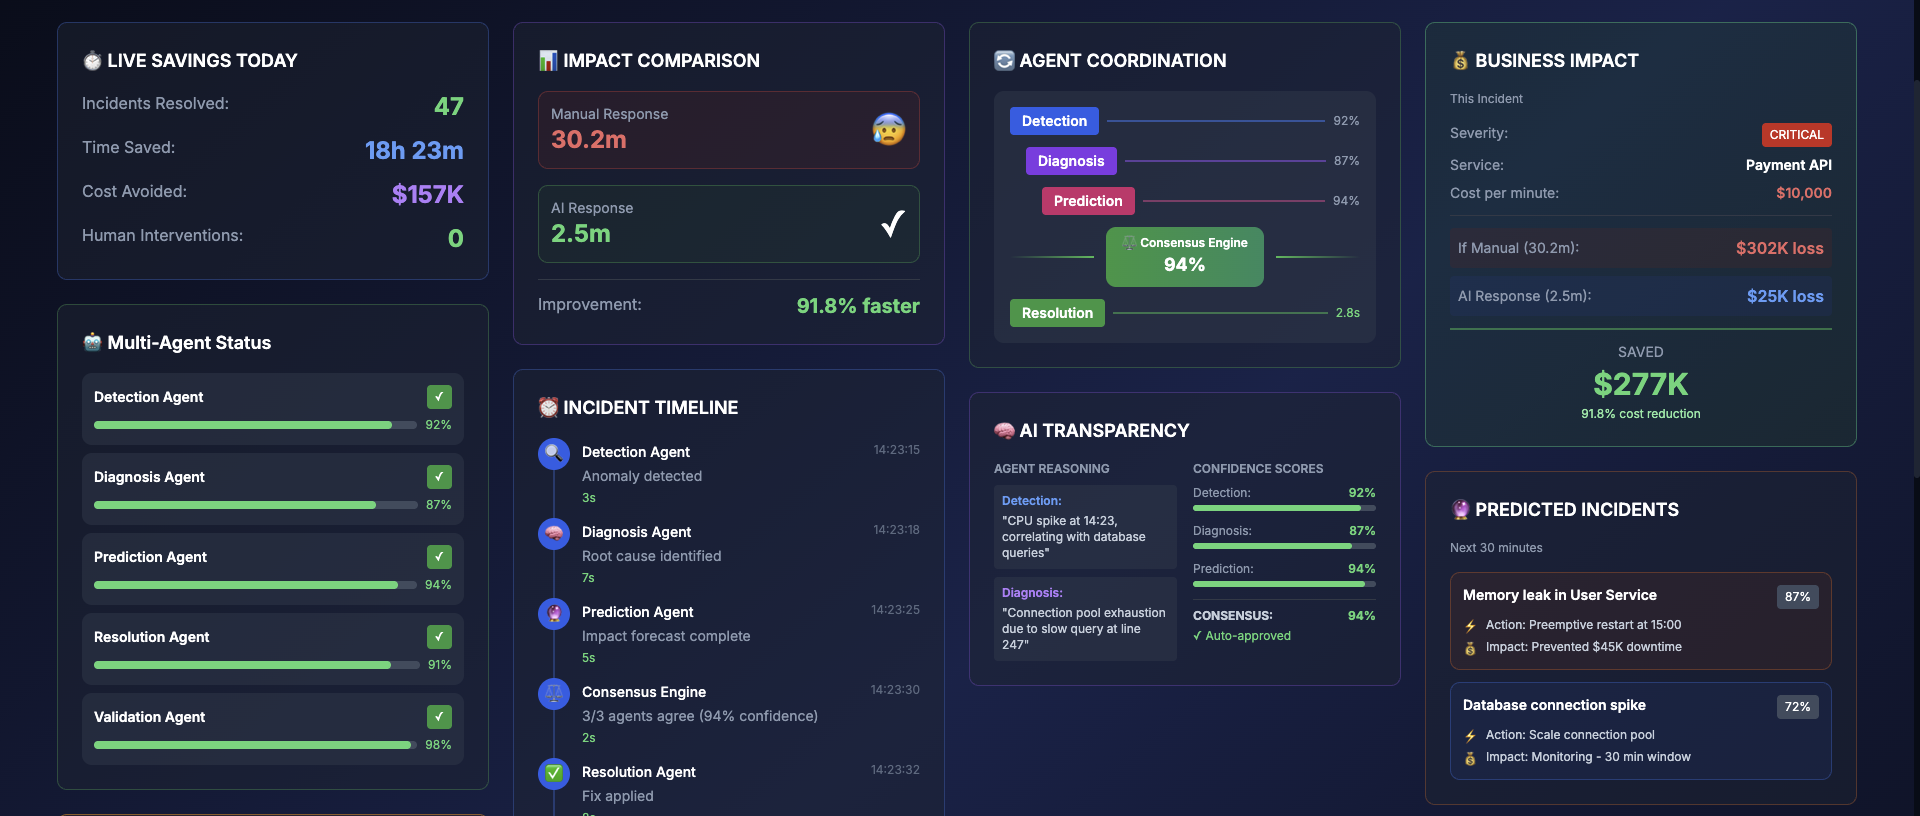 LIVE SAVINGS TODAY
Incidents Resolved: 47
Time Saved: 18h 23m
Cost Avoided: $157K
Human Interventions: 0
Multi-Agent Status
Detection Agent
92%
Diagnosis Agent
87%
Prediction Agent
94%
Resolution Agent
91%
Validation Agent
98%
IMPACT COMPARISON
Manual Response
30.2m
AI Response
2.5m
Improvement: 91.8% faster
INCIDENT TIMELINE
Detection Agent 14:23:15
Anomaly detected
3s
Diagnosis Agent 14:23:18
Root cause identified
7s
Prediction Agent 14:23:25
Impact forecast complete
5s
Consensus Engine 14:23:30
3/3 agents agree (94% confidence)
2s
Resolution Agent 14:23:32
Fix applied
AGENT COORDINATION
Detection 92%
Diagnosis 87%
Prediction 94%
Consensus Engine
94%
Resolution 2.8s
AI TRANSPARENCY
AGENT REASONING
Detection:
"CPU spike at 14:23,
correlating with database
queries"
Diagnosis:
"Connection pool exhaustion
due to slow query at line
247"
CONFIDENCE SCORES
Detection: 92%
Diagnosis: 87%
Prediction: 94%
CONSENSUS: 94%
✓ Auto-approved
BUSINESS IMPACT
This Incident
Severity: CRITICAL
Service: Payment API
Cost per minute: $10,000
If Manual (30.2m): $302K loss
AI Response (2.5m): $25K loss
SAVED
$277K
91.8% cost reduction
PREDICTED INCIDENTS
Next 30 minutes
Memory leak in User Service 87%
Action: Preemptive restart at 15:00
Impact: Prevented $45K downtime
Database connection spike 72%
Action: Scale connection pool
Impact: Monitoring - 30 min window